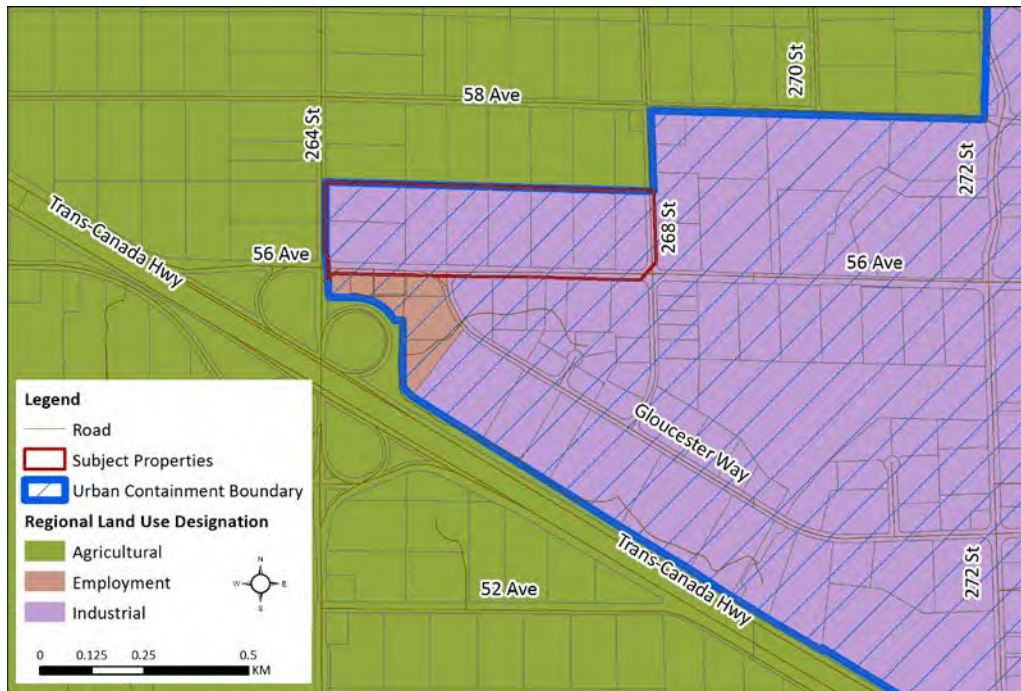 58 Ave
270 St
264 St
272 St
Trans-Canada Hwy
268 St
56 Ave
56 Ave
Gloucester Way
Trans-Canada Hwy
272 St
52 Ave
Legend
Road
Subject Properties
Urban Containment Boundary
Regional Land Use Designation
Agricultural
Employment
Industrial
N
W E
S
0 0.125 0.25 0.5
KM